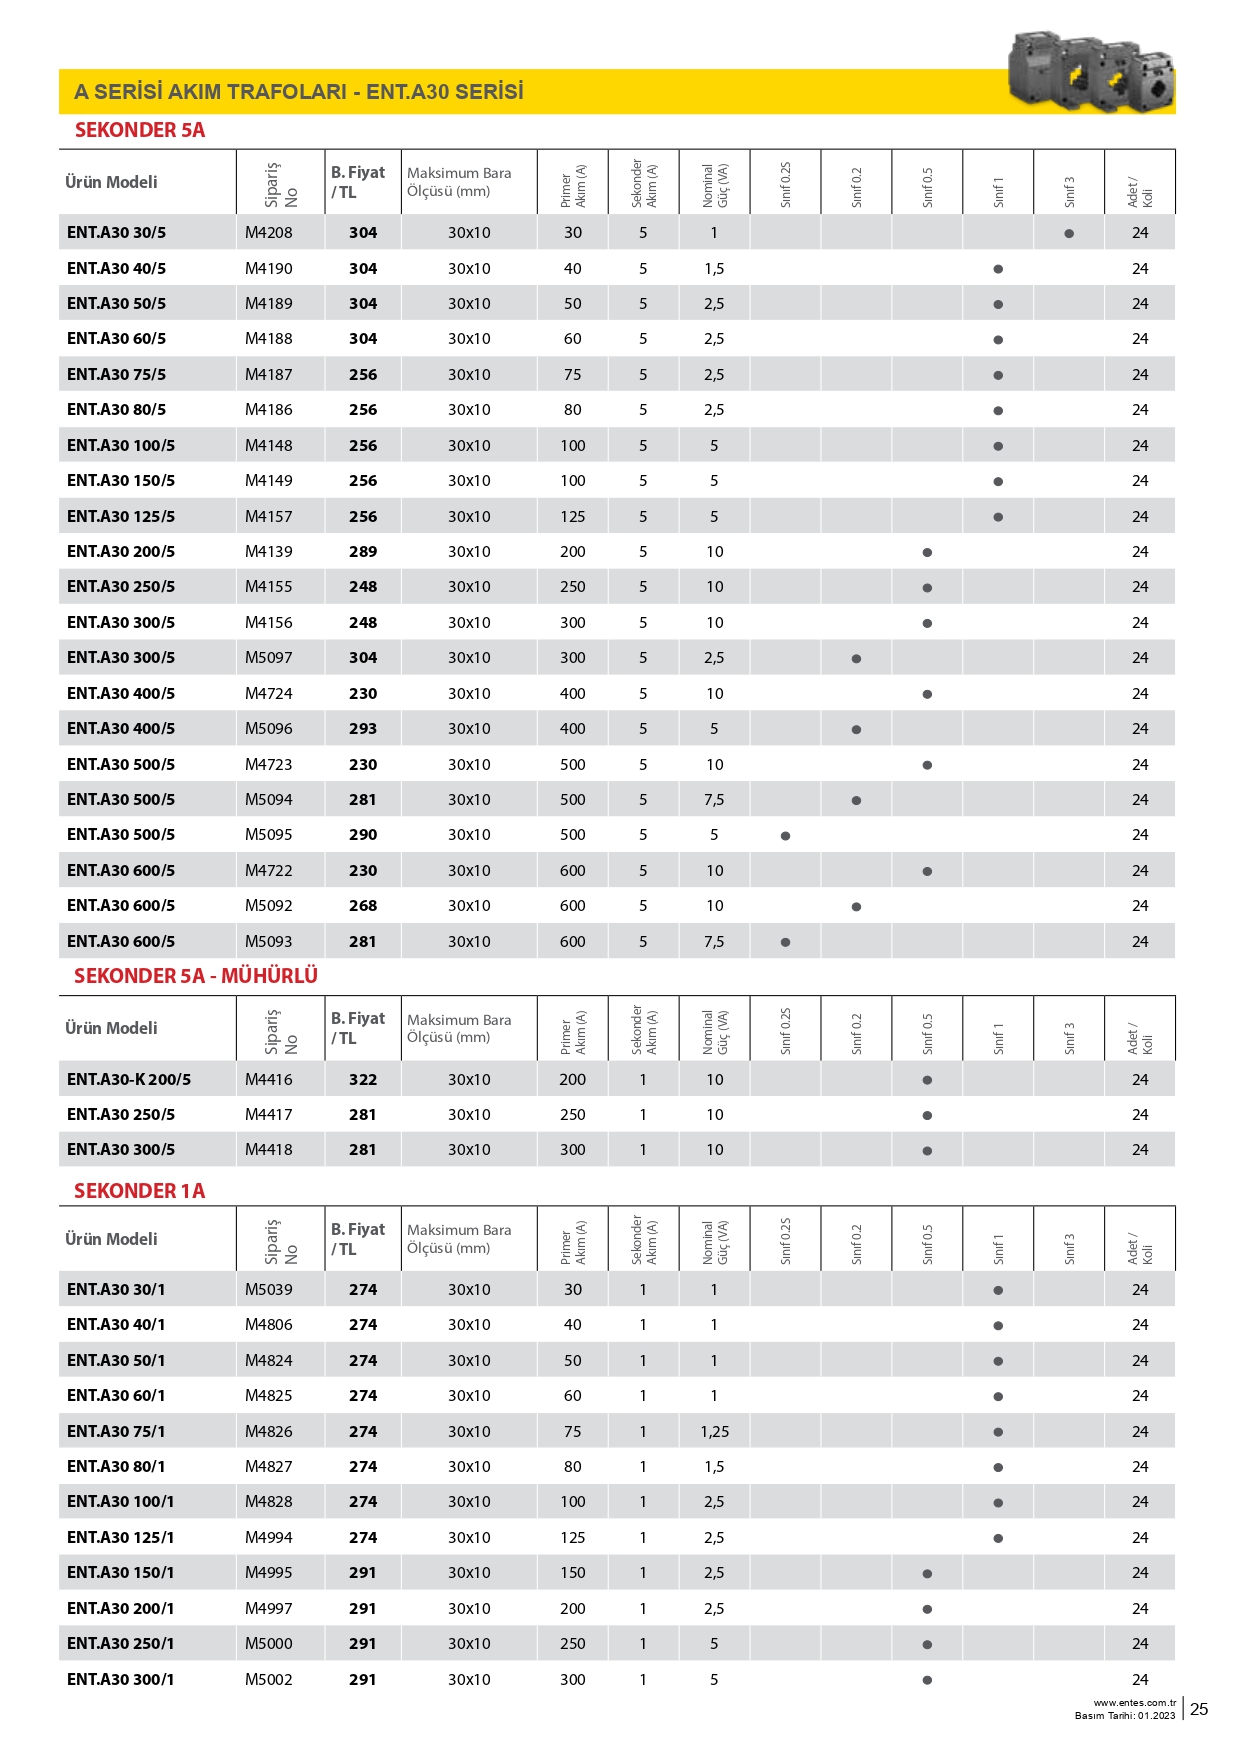 A SERİSİ AKIM TRAFOLARI - ENT.A30 SERİSİ
SEKONDER 5A
Ürün Modeli Sipariş No B. Fiyat / TL Maksimum Bara Ölçüsü (mm) Primer Akım (A) Sekonder Akım (A) Nominal Güç (VA) Sınıf 0.2S Sınıf 0.2 Sınıf 0.5 Sınıf 1 Sınıf 3 Adet / Koli
ENT.A30 30/5 M4208 304 30x10 30 5 1 ● 24
ENT.A30 40/5 M4190 304 30x10 40 5 1,5 ● 24
ENT.A30 50/5 M4189 304 30x10 50 5 2,5 ● 24
ENT.A30 60/5 M4188 304 30x10 60 5 2,5 ● 24
ENT.A30 75/5 M4187 256 30x10 75 5 2,5 ● 24
ENT.A30 80/5 M4186 256 30x10 80 5 2,5 ● 24
ENT.A30 100/5 M4148 256 30x10 100 5 5 ● 24
ENT.A30 150/5 M4149 256 30x10 100 5 5 ● 24
ENT.A30 125/5 M4157 256 30x10 125 5 5 ● 24
ENT.A30 200/5 M4139 289 30x10 200 5 10 ● 24
ENT.A30 250/5 M4155 248 30x10 250 5 10 ● 24
ENT.A30 300/5 M4156 248 30x10 300 5 10 ● 24
ENT.A30 300/5 M5097 304 30x10 300 5 2,5 ● 24
ENT.A30 400/5 M4724 230 30x10 400 5 10 ● 24
ENT.A30 400/5 M5096 293 30x10 400 5 5 ● 24
ENT.A30 500/5 M4723 230 30x10 500 5 10 ● 24
ENT.A30 500/5 M5094 281 30x10 500 5 7,5 ● 24
ENT.A30 500/5 M5095 290 30x10 500 5 5 ● 24
ENT.A30 600/5 M4722 230 30x10 600 5 10 ● 24
ENT.A30 600/5 M5092 268 30x10 600 5 10 ● 24
ENT.A30 600/5 M5093 281 30x10 600 5 7,5 ● 24
SEKONDER 5A - MÜHÜRLÜ
Ürün Modeli Sipariş No B. Fiyat / TL Maksimum Bara Ölçüsü (mm) Primer Akım (A) Sekonder Akım (A) Nominal Güç (VA) Sınıf 0.2S Sınıf 0.2 Sınıf 0.5 Sınıf 1 Sınıf 3 Adet / Koli
ENT.A30-K 200/5 M4416 322 30x10 200 1 10 ● 24
ENT.A30 250/5 M4417 281 30x10 250 1 10 ● 24
ENT.A30 300/5 M4418 281 30x10 300 1 10 ● 24
SEKONDER 1A
Ürün Modeli Sipariş No B. Fiyat / TL Maksimum Bara Ölçüsü (mm) Primer Akım (A) Sekonder Akım (A) Nominal Güç (VA) Sınıf 0.2S Sınıf 0.2 Sınıf 0.5 Sınıf 1 Sınıf 3 Adet / Koli
ENT.A30 30/1 M5039 274 30x10 30 1 1 ● 24
ENT.A30 40/1 M4806 274 30x10 40 1 1 ● 24
ENT.A30 50/1 M4824 274 30x10 50 1 1 ● 24
ENT.A30 60/1 M4825 274 30x10 60 1 1 ● 24
ENT.A30 75/1 M4826 274 30x10 75 1 1,25 ● 24
ENT.A30 80/1 M4827 274 30x10 80 1 1,5 ● 24
ENT.A30 100/1 M4828 274 30x10 100 1 2,5 ● 24
ENT.A30 125/1 M4994 274 30x10 125 1 2,5 ● 24
ENT.A30 150/1 M4995 291 30x10 150 1 2,5 ● 24
ENT.A30 200/1 M4997 291 30x10 200 1 2,5 ● 24
ENT.A30 250/1 M5000 291 30x10 250 1 5 ● 24
ENT.A30 300/1 M5002 291 30x10 300 1 5 ● 24
www.entes.com.tr
Basım Tarihi: 01.2023
25